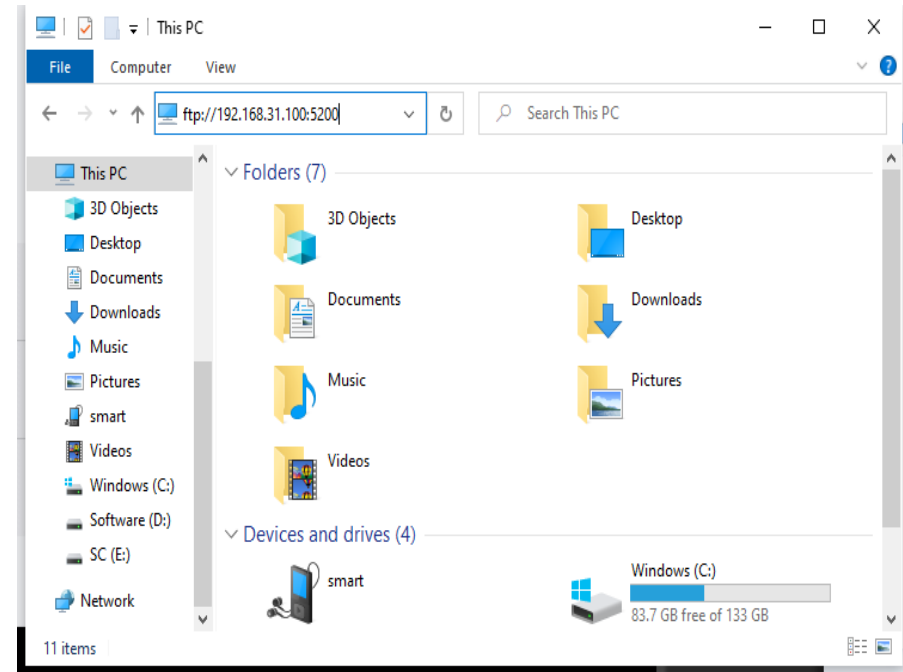 This PC
File Computer View
ftp://192.168.31.100:5200 Search This PC
This PC
3D Objects
Desktop
Documents
Downloads
Music
Pictures
smart
Videos
Windows (C:)
Software (D:)
SC (E:)
Network
Folders (7)
3D Objects Desktop
Documents Downloads
Music Pictures
Videos
Devices and drives (4)
smart Windows (C:)
83.7 GB free of 133 GB
11 items